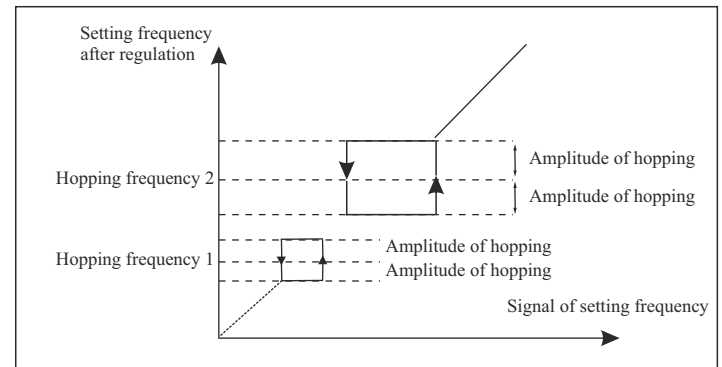 Setting frequency
after regulation
Amplitude of hopping
Hopping frequency 2
Amplitude of hopping
Amplitude of hopping
Hopping frequency 1
Amplitude of hopping
Signal of setting frequency